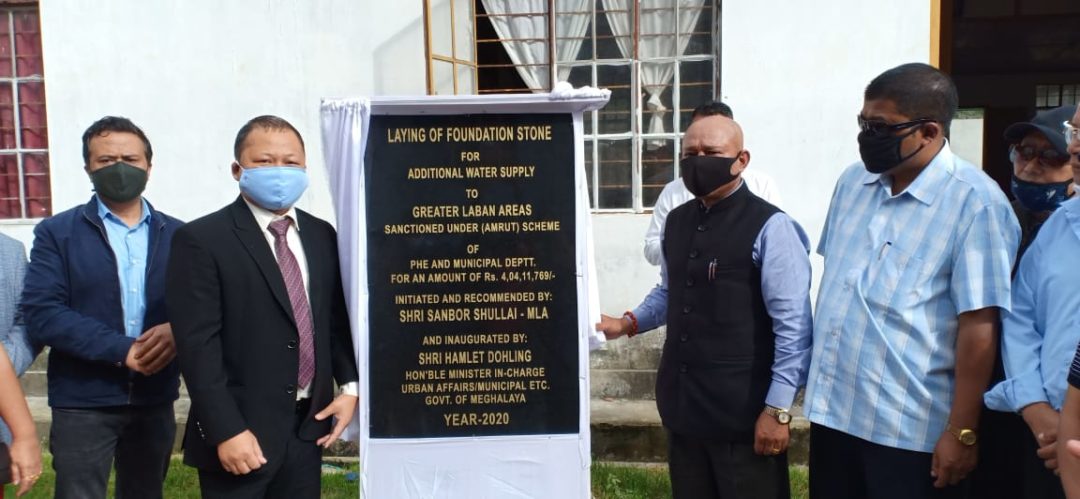 LAYING OF FOUNDATION STONE
FOR
ADDITIONAL WATER SUPPLY
TO
GREATER LABAN AREAS
SANCTIONED UNDER (AMRUT) SCHEME
OF
PHE AND MUNICIPAL DEPTT.
FOR AN AMOUNT OF Rs. 4,04,11,769/-
INITIATED AND RECOMMENDED BY:
SHRI SANBOR SHULLAI - MLA
AND INAUGURATED BY:
SHRI HAMLET DOHLING
HON'BLE MINISTER IN-CHARGE
URBAN AFFAIRS/MUNICIPAL ETC.
GOVT. OF MEGHALAYA
YEAR-2020